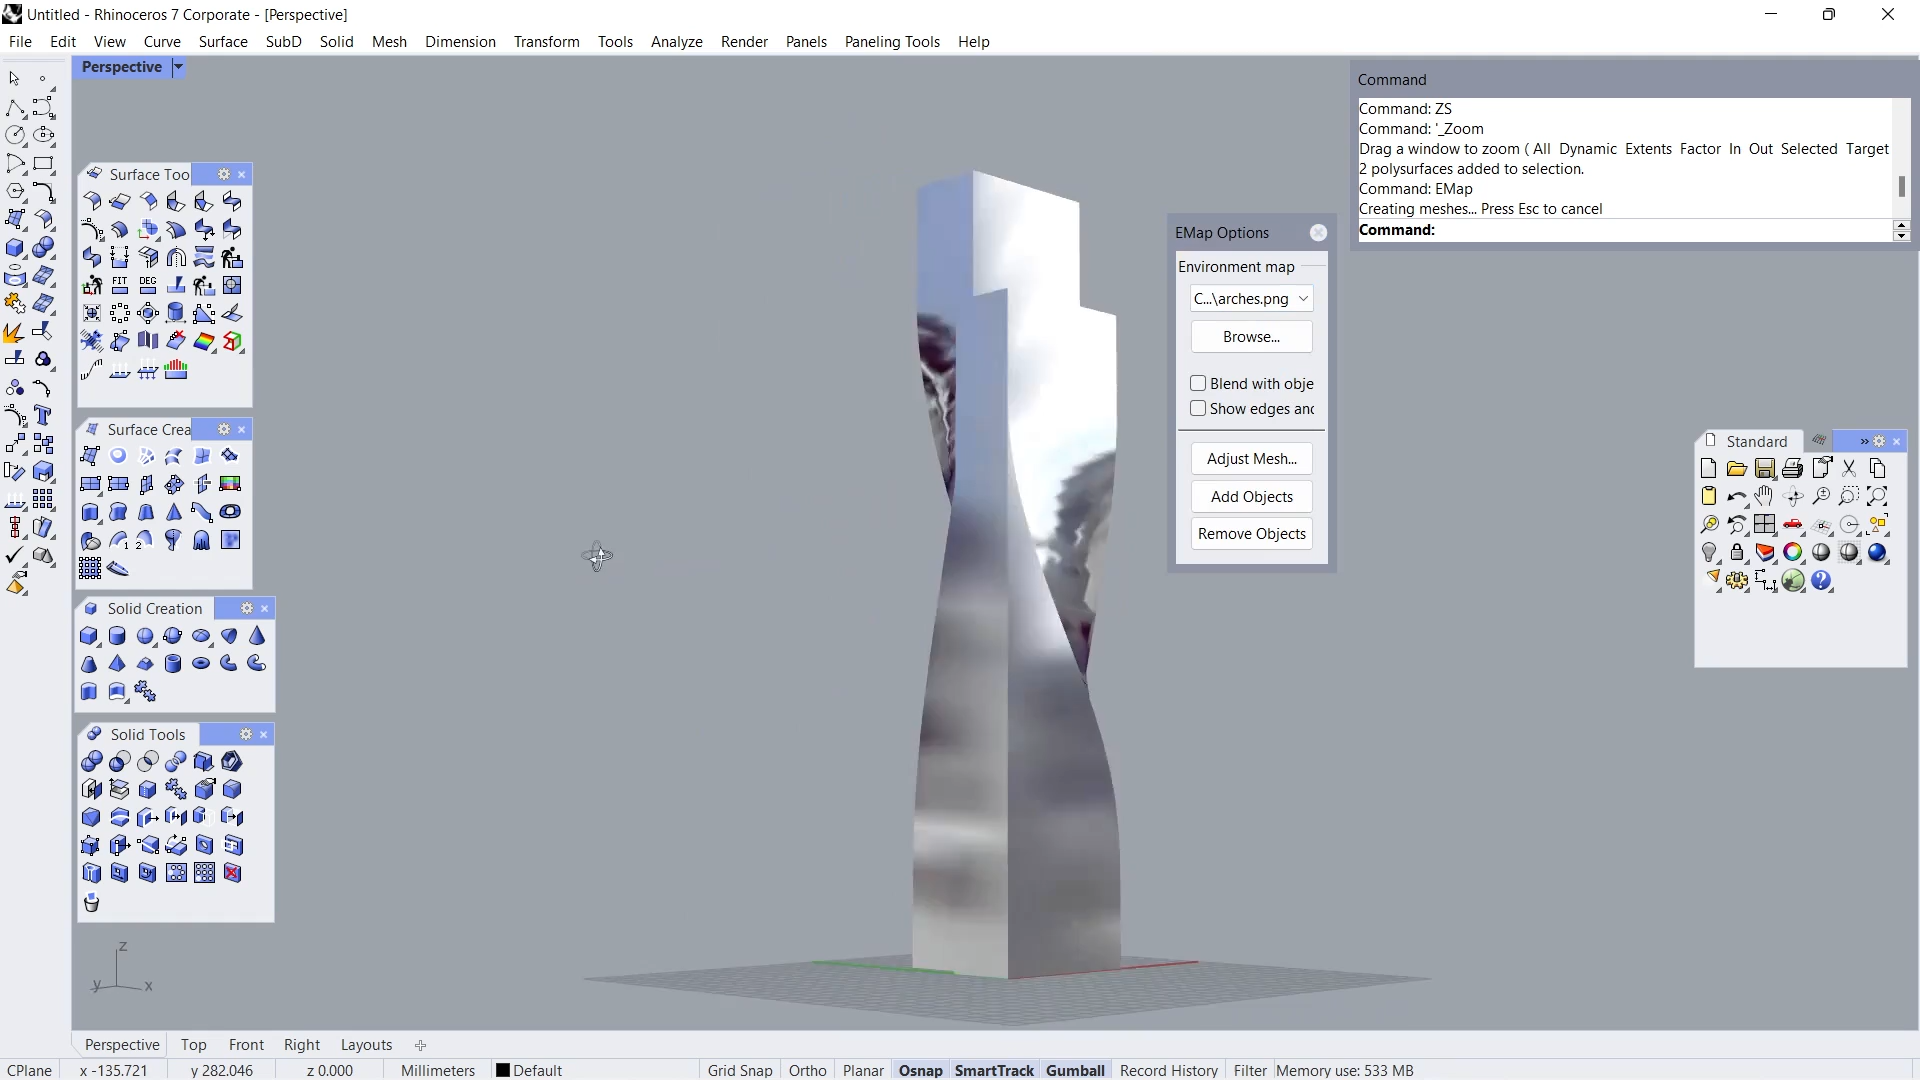 Untitled - Rhinoceros 7 Corporate - [Perspective]
File Edit View Curve Surface SubD Solid Mesh Dimension Transform Tools Analyze Render Panels Paneling Tools Help
Perspective
Command
Command: ZS
Command: '_Zoom
Drag a window to zoom ( All Dynamic Extents Factor In Out Selected Target
2 polysurfaces added to selection.
Command: EMap
Creating meshes... Press Esc to cancel
Command:
Surface Too
FIT
DEG
Surface Crea
1 2
Solid Creation
Solid Tools
EMap Options
Environment map
C...\arches.png
Browse...
Blend with obje
Show edges and
Adjust Mesh...
Add Objects
Remove Objects
Standard
z
y x
Perspective Top Front Right Layouts
CPlane x -135.721 y 282.046 z 0.000 Millimeters Default Grid Snap Ortho Planar Osnap SmartTrack Gumball Record History Filter Memory use: 533 MB